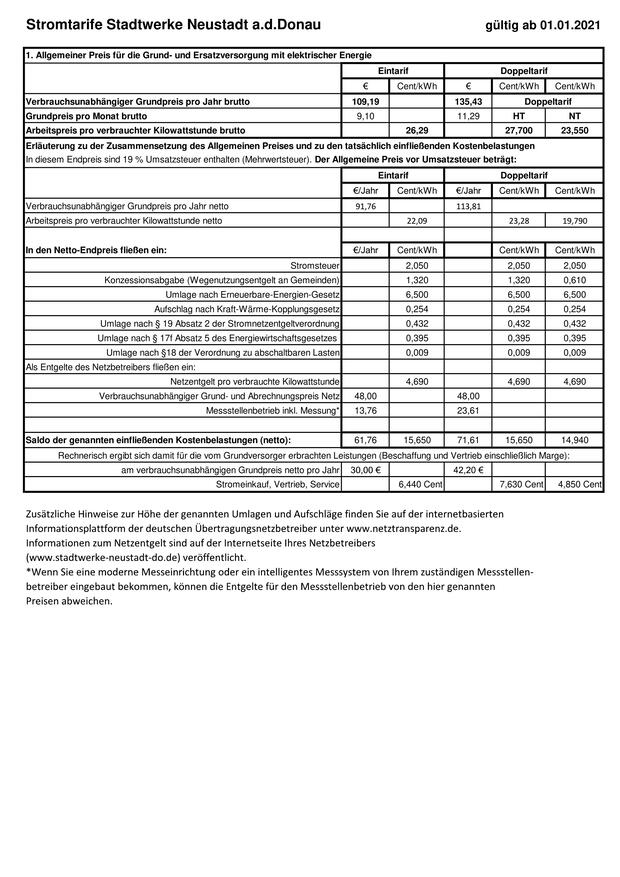 Stromtarife Stadtwerke Neustadt a.d.Donau gültig ab 01.01.2021
1. Allgemeiner Preis für die Grund- und Ersatzversorgung mit elektrischer Energie
Eintarif Doppeltarif
€ Cent/kWh € Cent/kWh Cent/kWh
Verbrauchsunabhängiger Grundpreis pro Jahr brutto 109,19 135,43 Doppeltarif
Grundpreis pro Monat brutto 9,10 11,29 HT NT
Arbeitspreis pro verbrauchter Kilowattstunde brutto 26,29 27,700 23,550
Erläuterung zu der Zusammensetzung des Allgemeinen Preises und zu den tatsächlich einfließenden Kostenbelastungen
In diesem Endpreis sind 19 % Umsatzsteuer enthalten (Mehrwertsteuer). Der Allgemeine Preis vor Umsatzsteuer beträgt:
Eintarif Doppeltarif
€/Jahr Cent/kWh €/Jahr Cent/kWh Cent/kWh
Verbrauchsunabhängiger Grundpreis pro Jahr netto 91,76 113,81
Arbeitspreis pro verbrauchter Kilowattstunde netto 22,09 23,28 19,790
In den Netto-Endpreis fließen ein: €/Jahr Cent/kWh Cent/kWh Cent/kWh
Stromsteuer 2,050 2,050 2,050
Konzessionsabgabe (Wegenutzungsentgelt an Gemeinden) 1,320 1,320 0,610
Umlage nach Erneuerbare-Energien-Gesetz 6,500 6,500 6,500
Aufschlag nach Kraft-Wärme-Kopplungsgesetz 0,254 0,254 0,254
Umlage nach § 19 Absatz 2 der Stromnetzentgeltverordnung 0,432 0,432 0,432
Umlage nach § 17f Absatz 5 des Energiewirtschaftsgesetzes 0,395 0,395 0,395
Umlage nach §18 der Verordnung zu abschaltbaren Lasten 0,009 0,009 0,009
Als Entgelte des Netzbetreibers fließen ein:
Netzentgelt pro verbrauchte Kilowattstunde 4,690 4,690 4,690
Verbrauchsunabhängiger Grund- und Abrechnungspreis Netz 48,00 48,00
Messstellenbetrieb inkl. Messung* 13,76 23,61
Saldo der genannten einfließenden Kostenbelastungen (netto): 61,76 15,650 71,61 15,650 14,940
Rechnerisch ergibt sich damit für die vom Grundversorger erbrachten Leistungen (Beschaffung und Vertrieb einschließlich Marge):
am verbrauchsunabhängigen Grundpreis netto pro Jahr 30,00 € 42,20 €
Stromeinkauf, Vertrieb, Service 6,440 Cent 7,630 Cent 4,850 Cent
Zusätzliche Hinweise zur Höhe der genannten Umlagen und Aufschläge finden Sie auf der internetbasierten
Informationsplattform der deutschen Übertragungsnetzbetreiber unter www.netztransparenz.de.
Informationen zum Netzentgelt sind auf der Internetseite Ihres Netzbetreibers
(www.stadtwerke-neustadt-do.de) veröffentlicht.
*Wenn Sie eine moderne Messeinrichtung oder ein intelligentes Messsystem von Ihrem zuständigen Messstellen-
betreiber eingebaut bekommen, können die Entgelte für den Messstellenbetrieb von den hier genannten
Preisen abweichen.